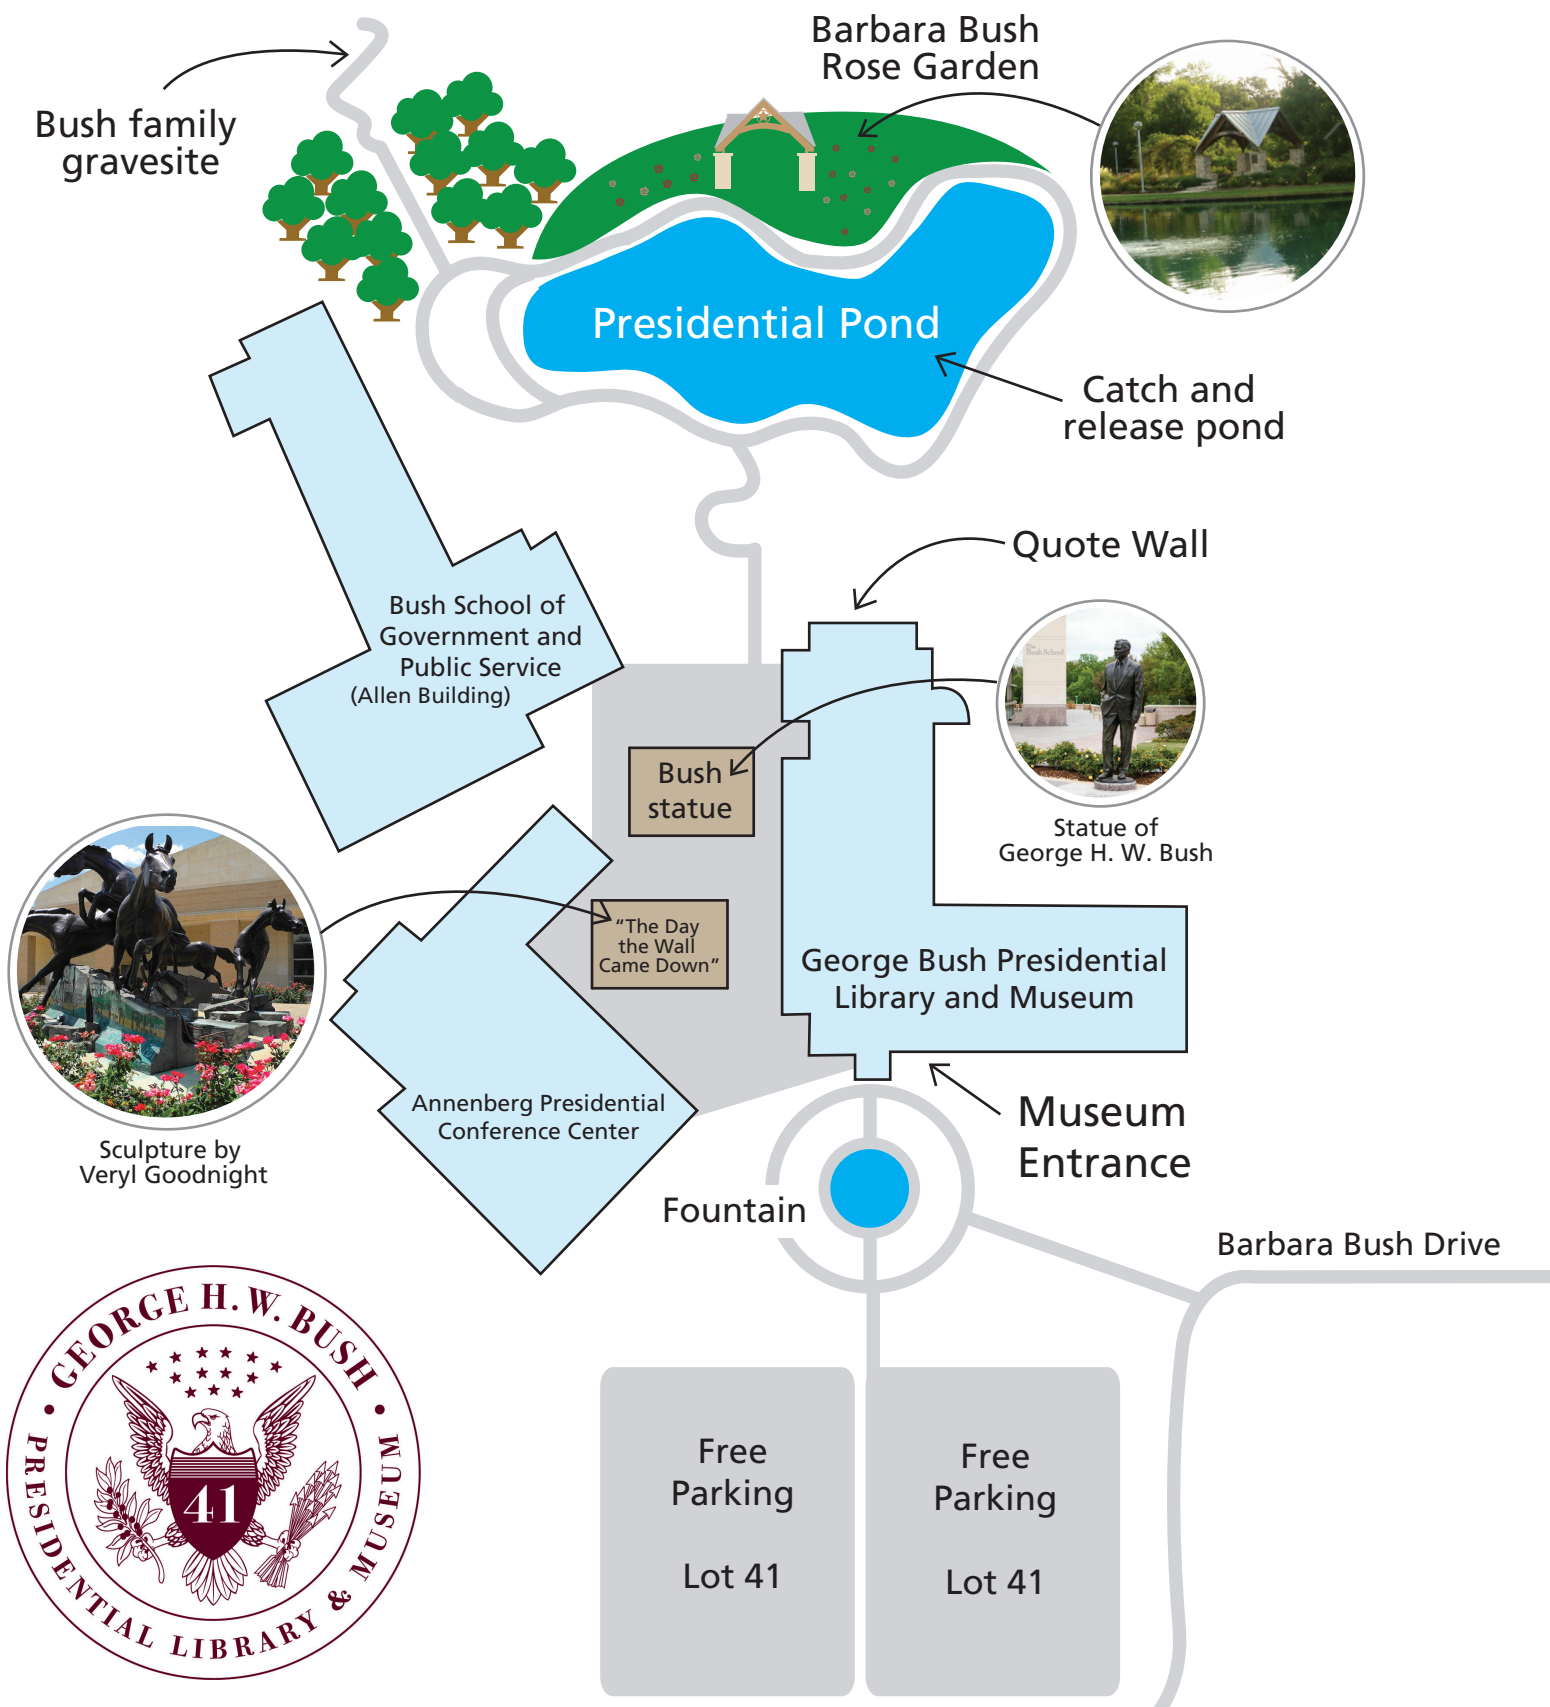 Barbara Bush
Rose Garden
Bush family
gravesite
Presidential Pond
Catch and
release pond
Quote Wall
Bush School of
Government and
Public Service
(Allen Building)
The
Bush School
Bush
statue
Statue of
George H. W. Bush
“The Day
the Wall
Came Down”
George Bush Presidential
Library and Museum
Annenberg Presidential
Conference Center
Museum
Entrance
Sculpture by
Veryl Goodnight
Fountain
Barbara Bush Drive
• GEORGE H.W. BUSH •
PRESIDENTIAL LIBRARY & MUSEUM
41
Free
Parking
Lot 41
Free
Parking
Lot 41